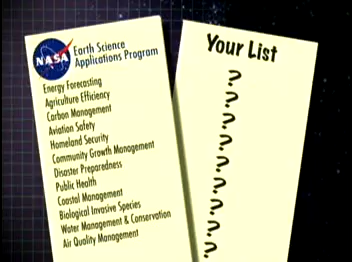 NASA
Earth Science
Applications Program
Energy Forecasting
Agriculture Efficiency
Carbon Management
Aviation Safety
Homeland Security
Community Growth Management
Disaster Preparedness
Public Health
Coastal Management
Biological Invasive Species
Water Management & Conservation
Air Quality Management
Your List
?
?
?
?
?
?
?
?
?